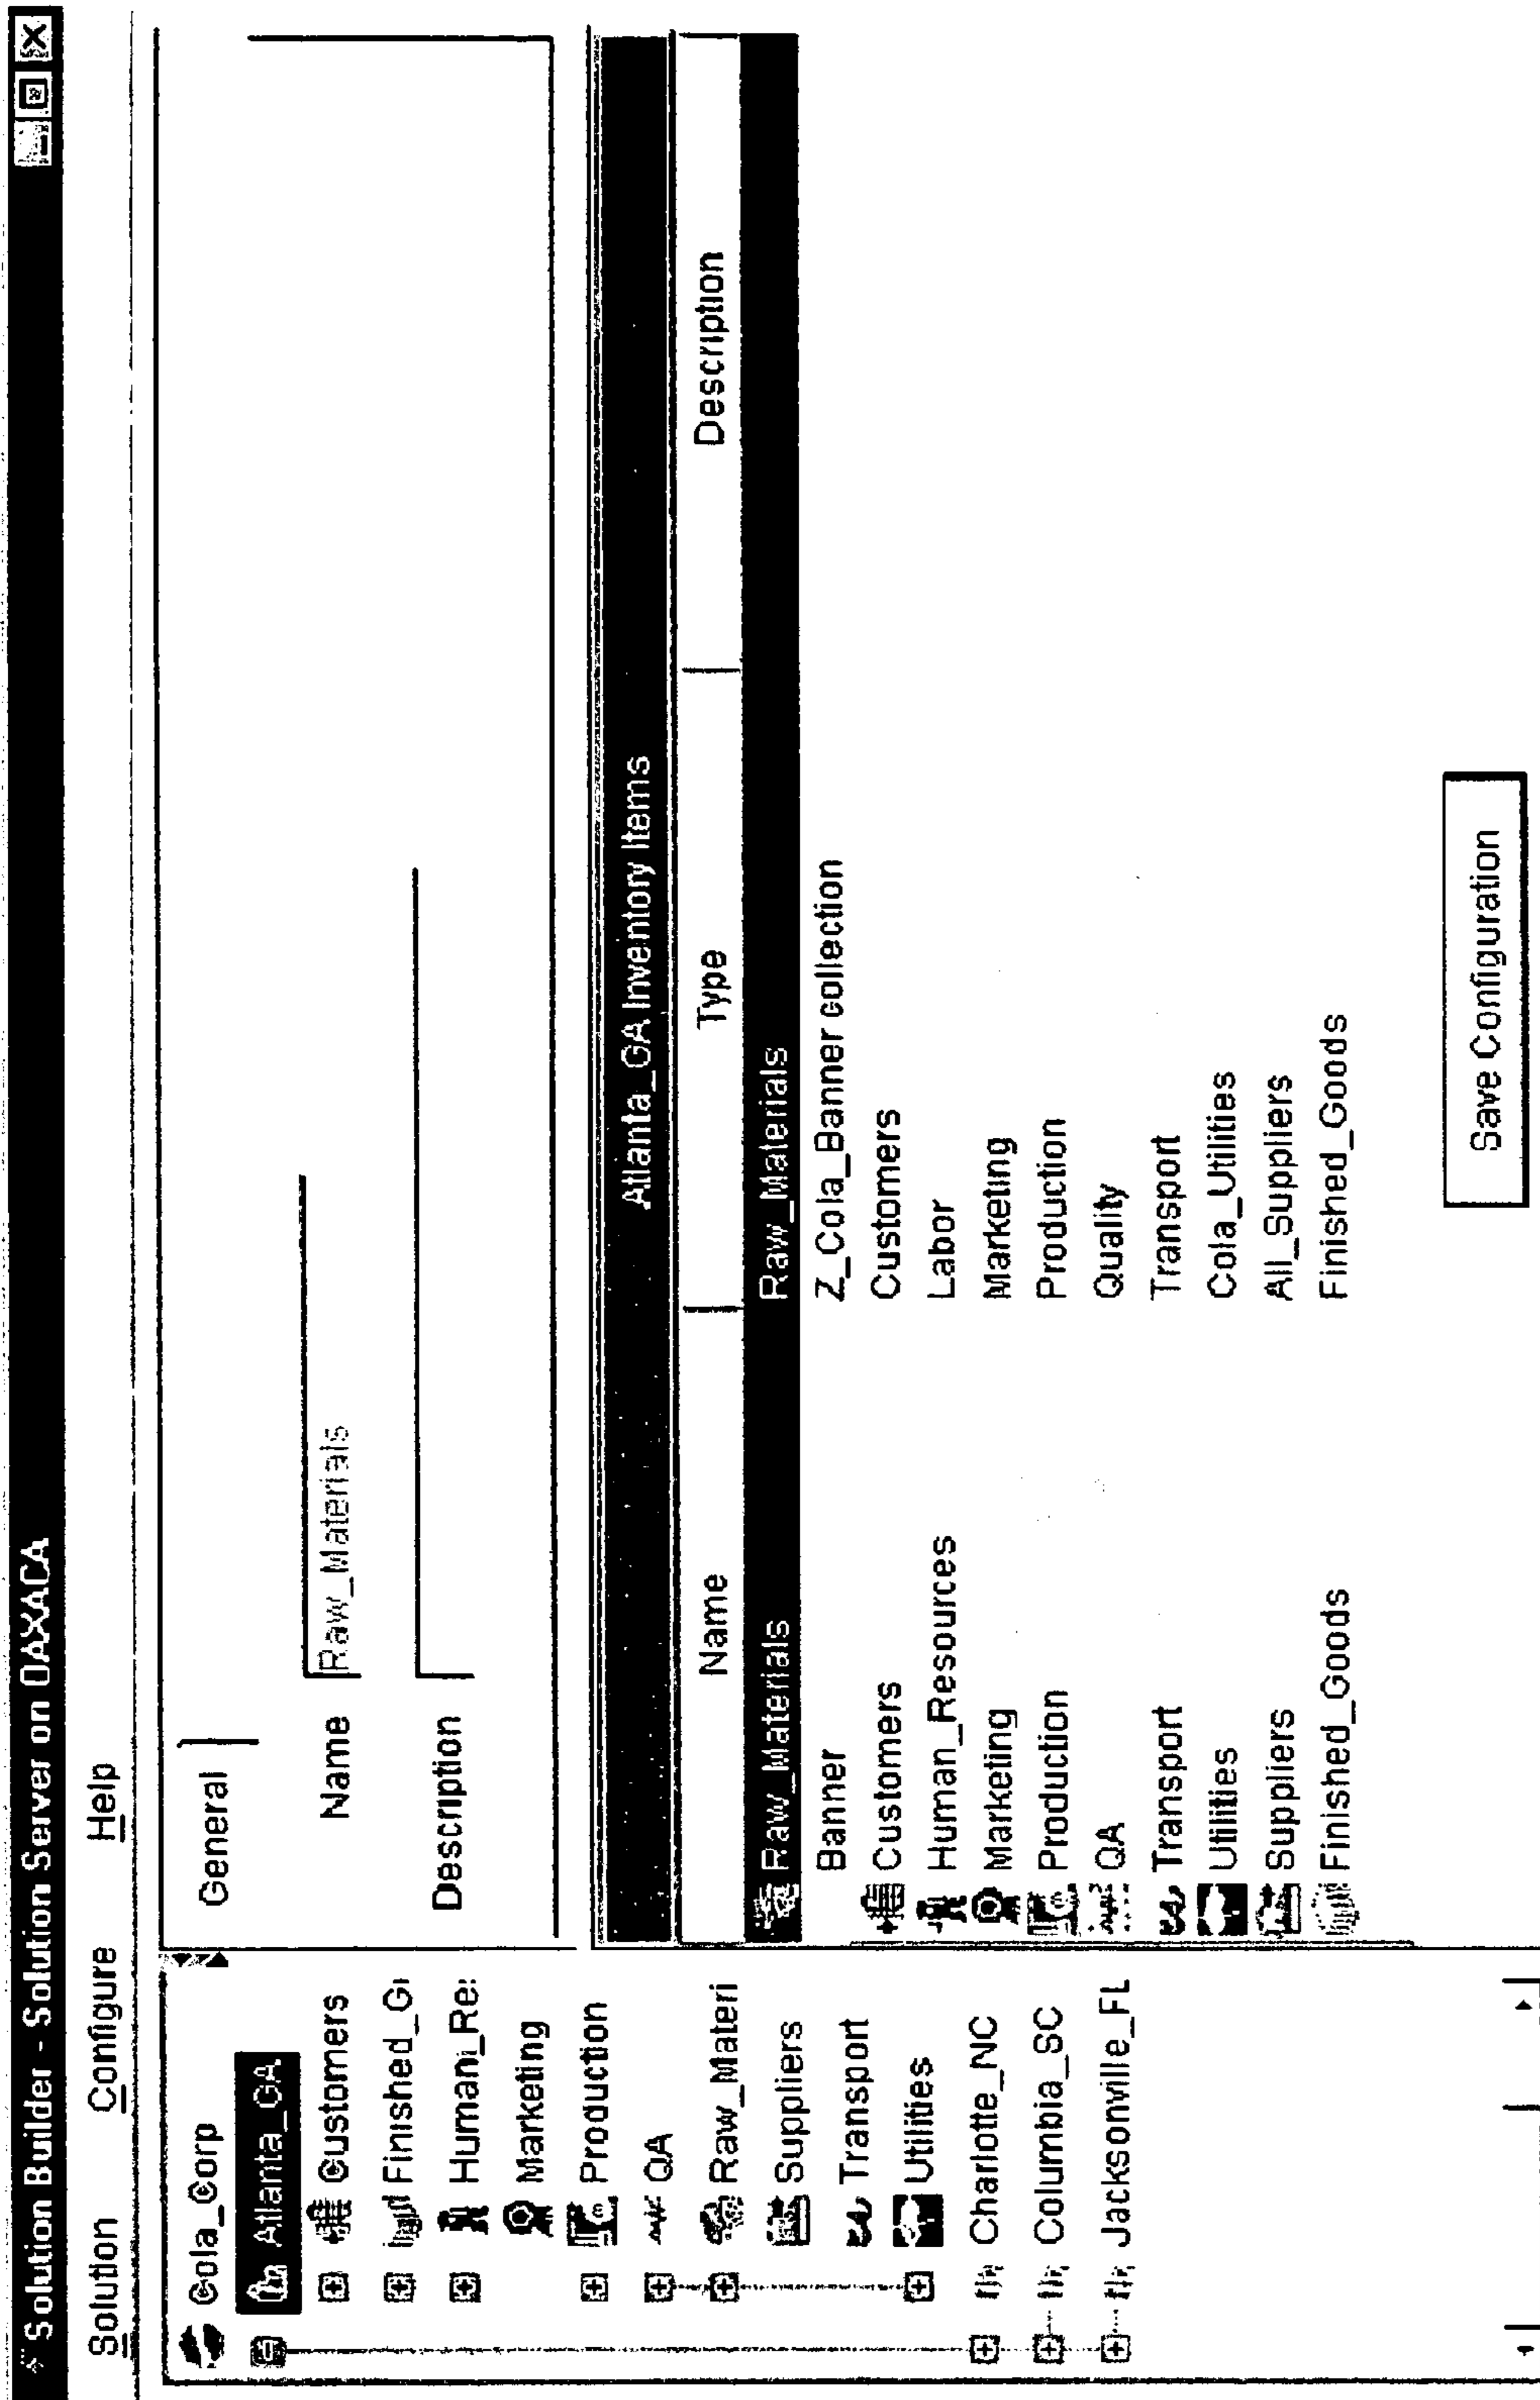 Solution Builder - Solution Server on OAXACA
Solution Configure Help
Cola_Corp
Atlanta_GA
Customers
Finished_G
Human_Re
Marketing
Production
QA
Raw_Materi
Suppliers
Transport
Utilities
Charlotte_NC
Columbia_SC
Jacksonville_FL
General
Name Raw_Materials
Description
Atlanta_GA Inventory Items
Name Type Description
Raw_Materials Raw_Materials
Banner Z_Cola_Banner collection
Customers Customers
Human_Resources Labor
Marketing Marketing
Production Production
QA Quality
Transport Transport
Utilities Cola_Utilities
Suppliers All_Suppliers
Finished_Goods Finished_Goods
Save Configuration